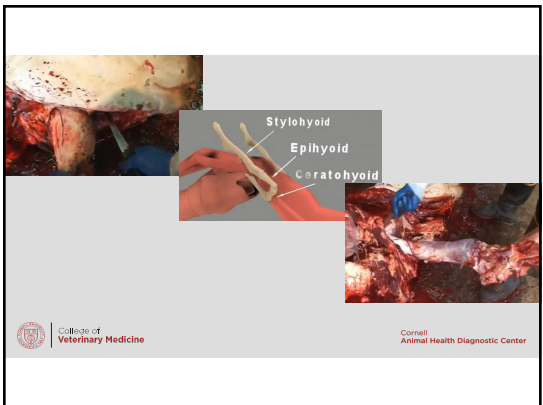 Stylohyoid
Epihyoid
Ceratohyoid
College of
Veterinary Medicine
Cornell
Animal Health Diagnostic Center